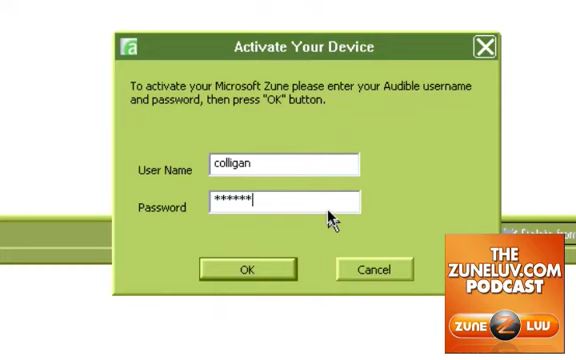 Activate Your Device
To activate your Microsoft Zune please enter your Audible username
and password, then press "OK" button.
User Name
colligan
Password
******
OK
Cancel
THE
ZUNELUV.COM
PODCAST
ZUNE Z LUV